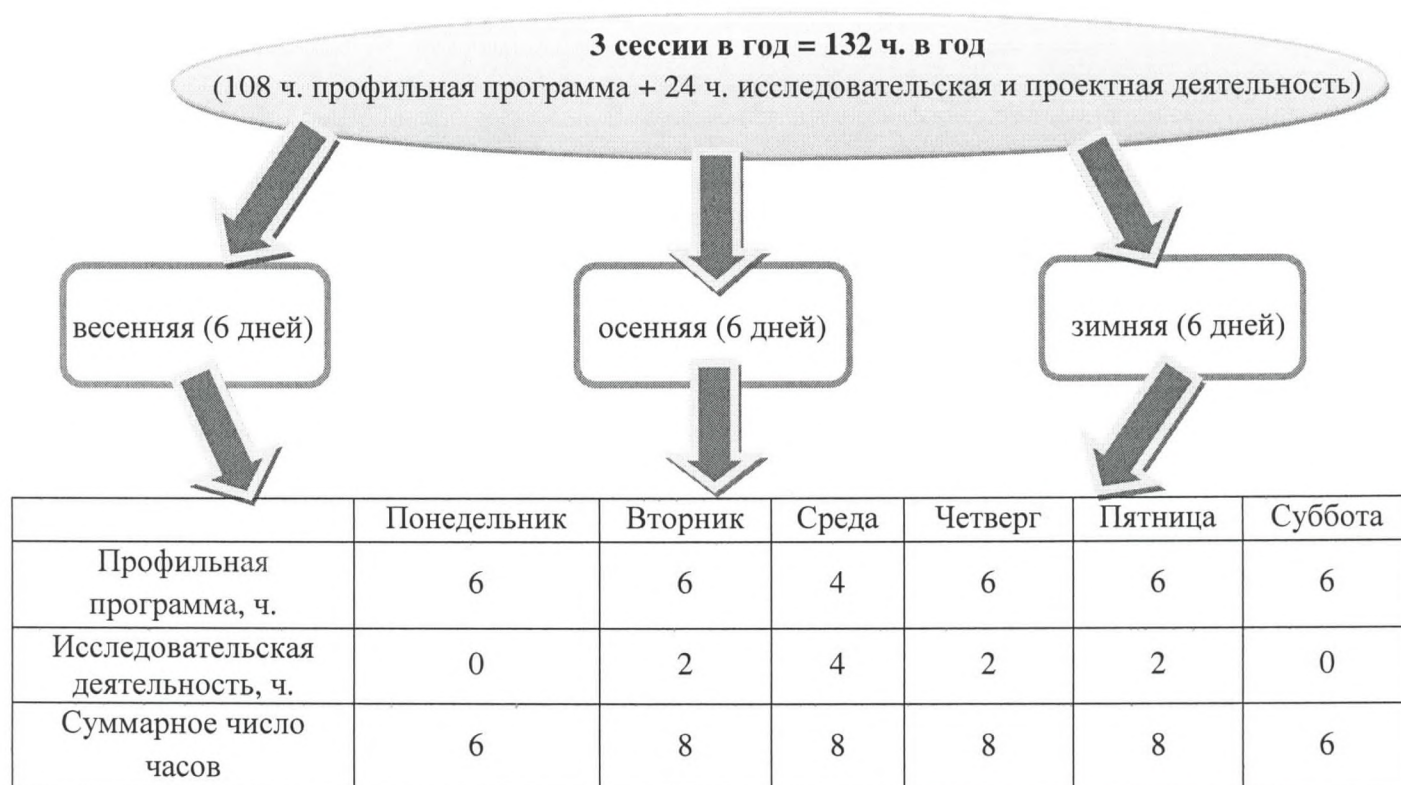 3 сессии в год = 132 ч. в год
(108 ч. профильная программа + 24 ч. исследовательская и проектная деятельность)
весенняя (6 дней)
осенняя (6 дней)
зимняя (6 дней)
Понедельник Вторник Среда Четверг Пятница Суббота
Профильная
программа, ч.
6 6 4 6 6 6
Исследовательская
деятельность, ч.
0 2 4 2 2 0
Суммарное число
часов
6 8 8 8 8 6